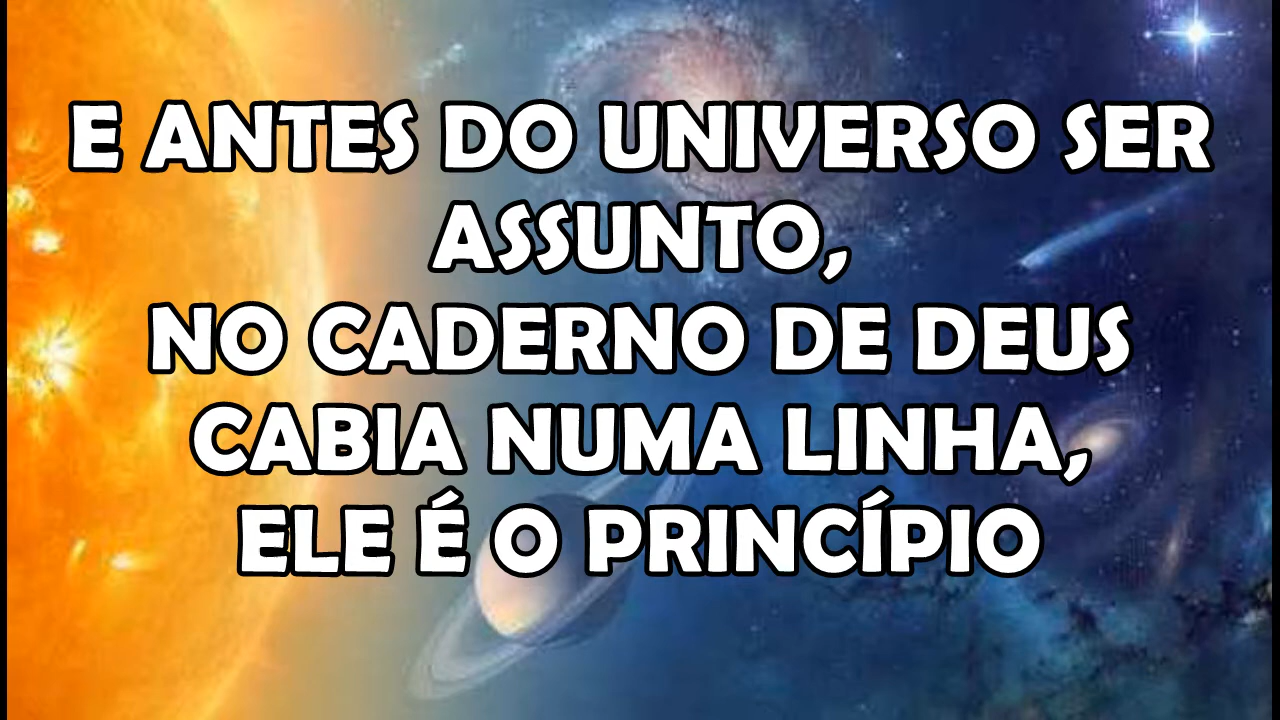 E ANTES DO UNIVERSO SER
ASSUNTO,
NO CADERNO DE DEUS
CABIA NUMA LINHA,
ELE É O PRINCÍPIO